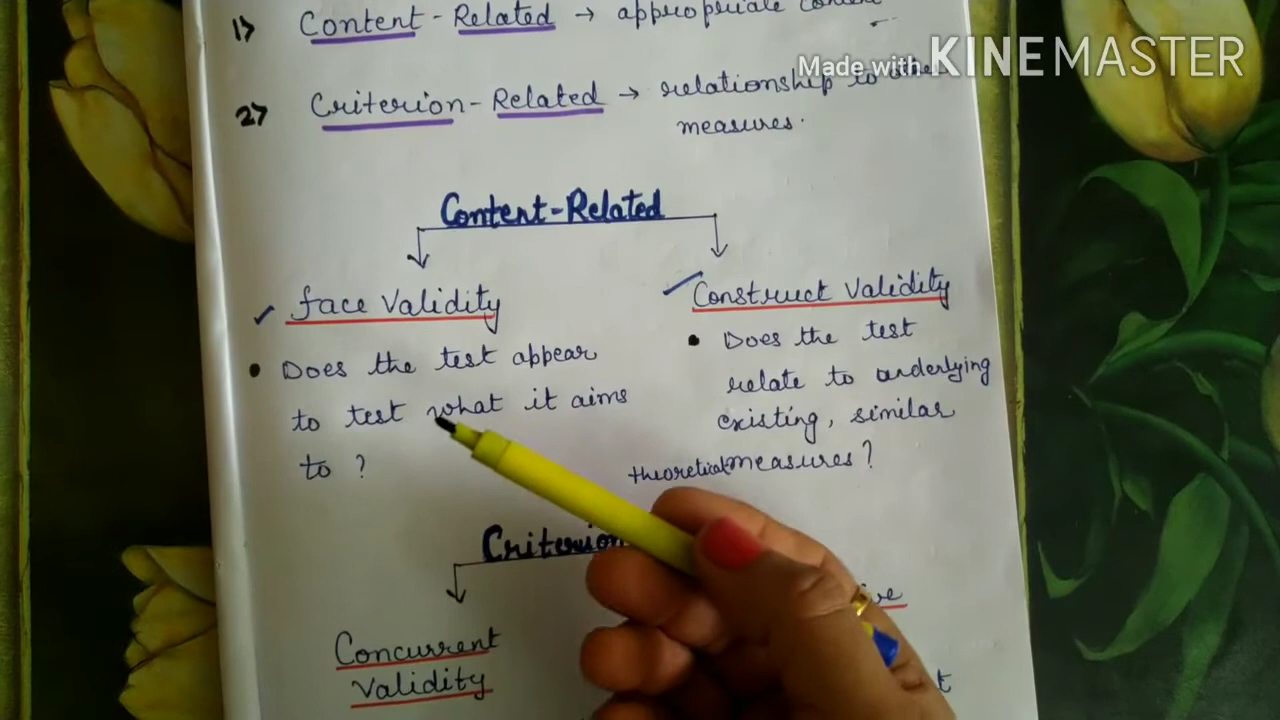 1) Content-Related → appropriate
Made with KINEMASTER
2) Criterion-Related → relationship to
measures.
Content-Related
✓ face Validity
✓ Construct Validity
• Does the test appear
to test what it aims
to ?
• Does the test
relate to underlying
existing, similar
theoretical measures?
Criterion
Concurrent
Validity